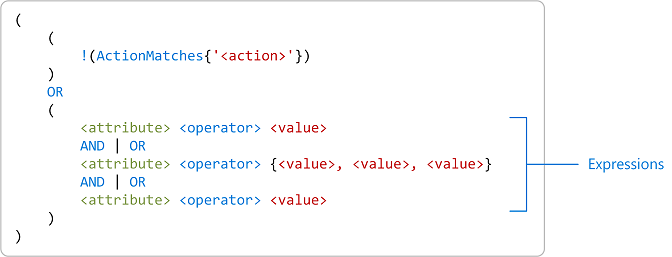 (
(
!(ActionMatches{'<action>'})
)
OR
(
<attribute> <operator> <value>
AND | OR
<attribute> <operator> {<value>, <value>, <value>}
AND | OR
<attribute> <operator> <value>
)
)
Expressions